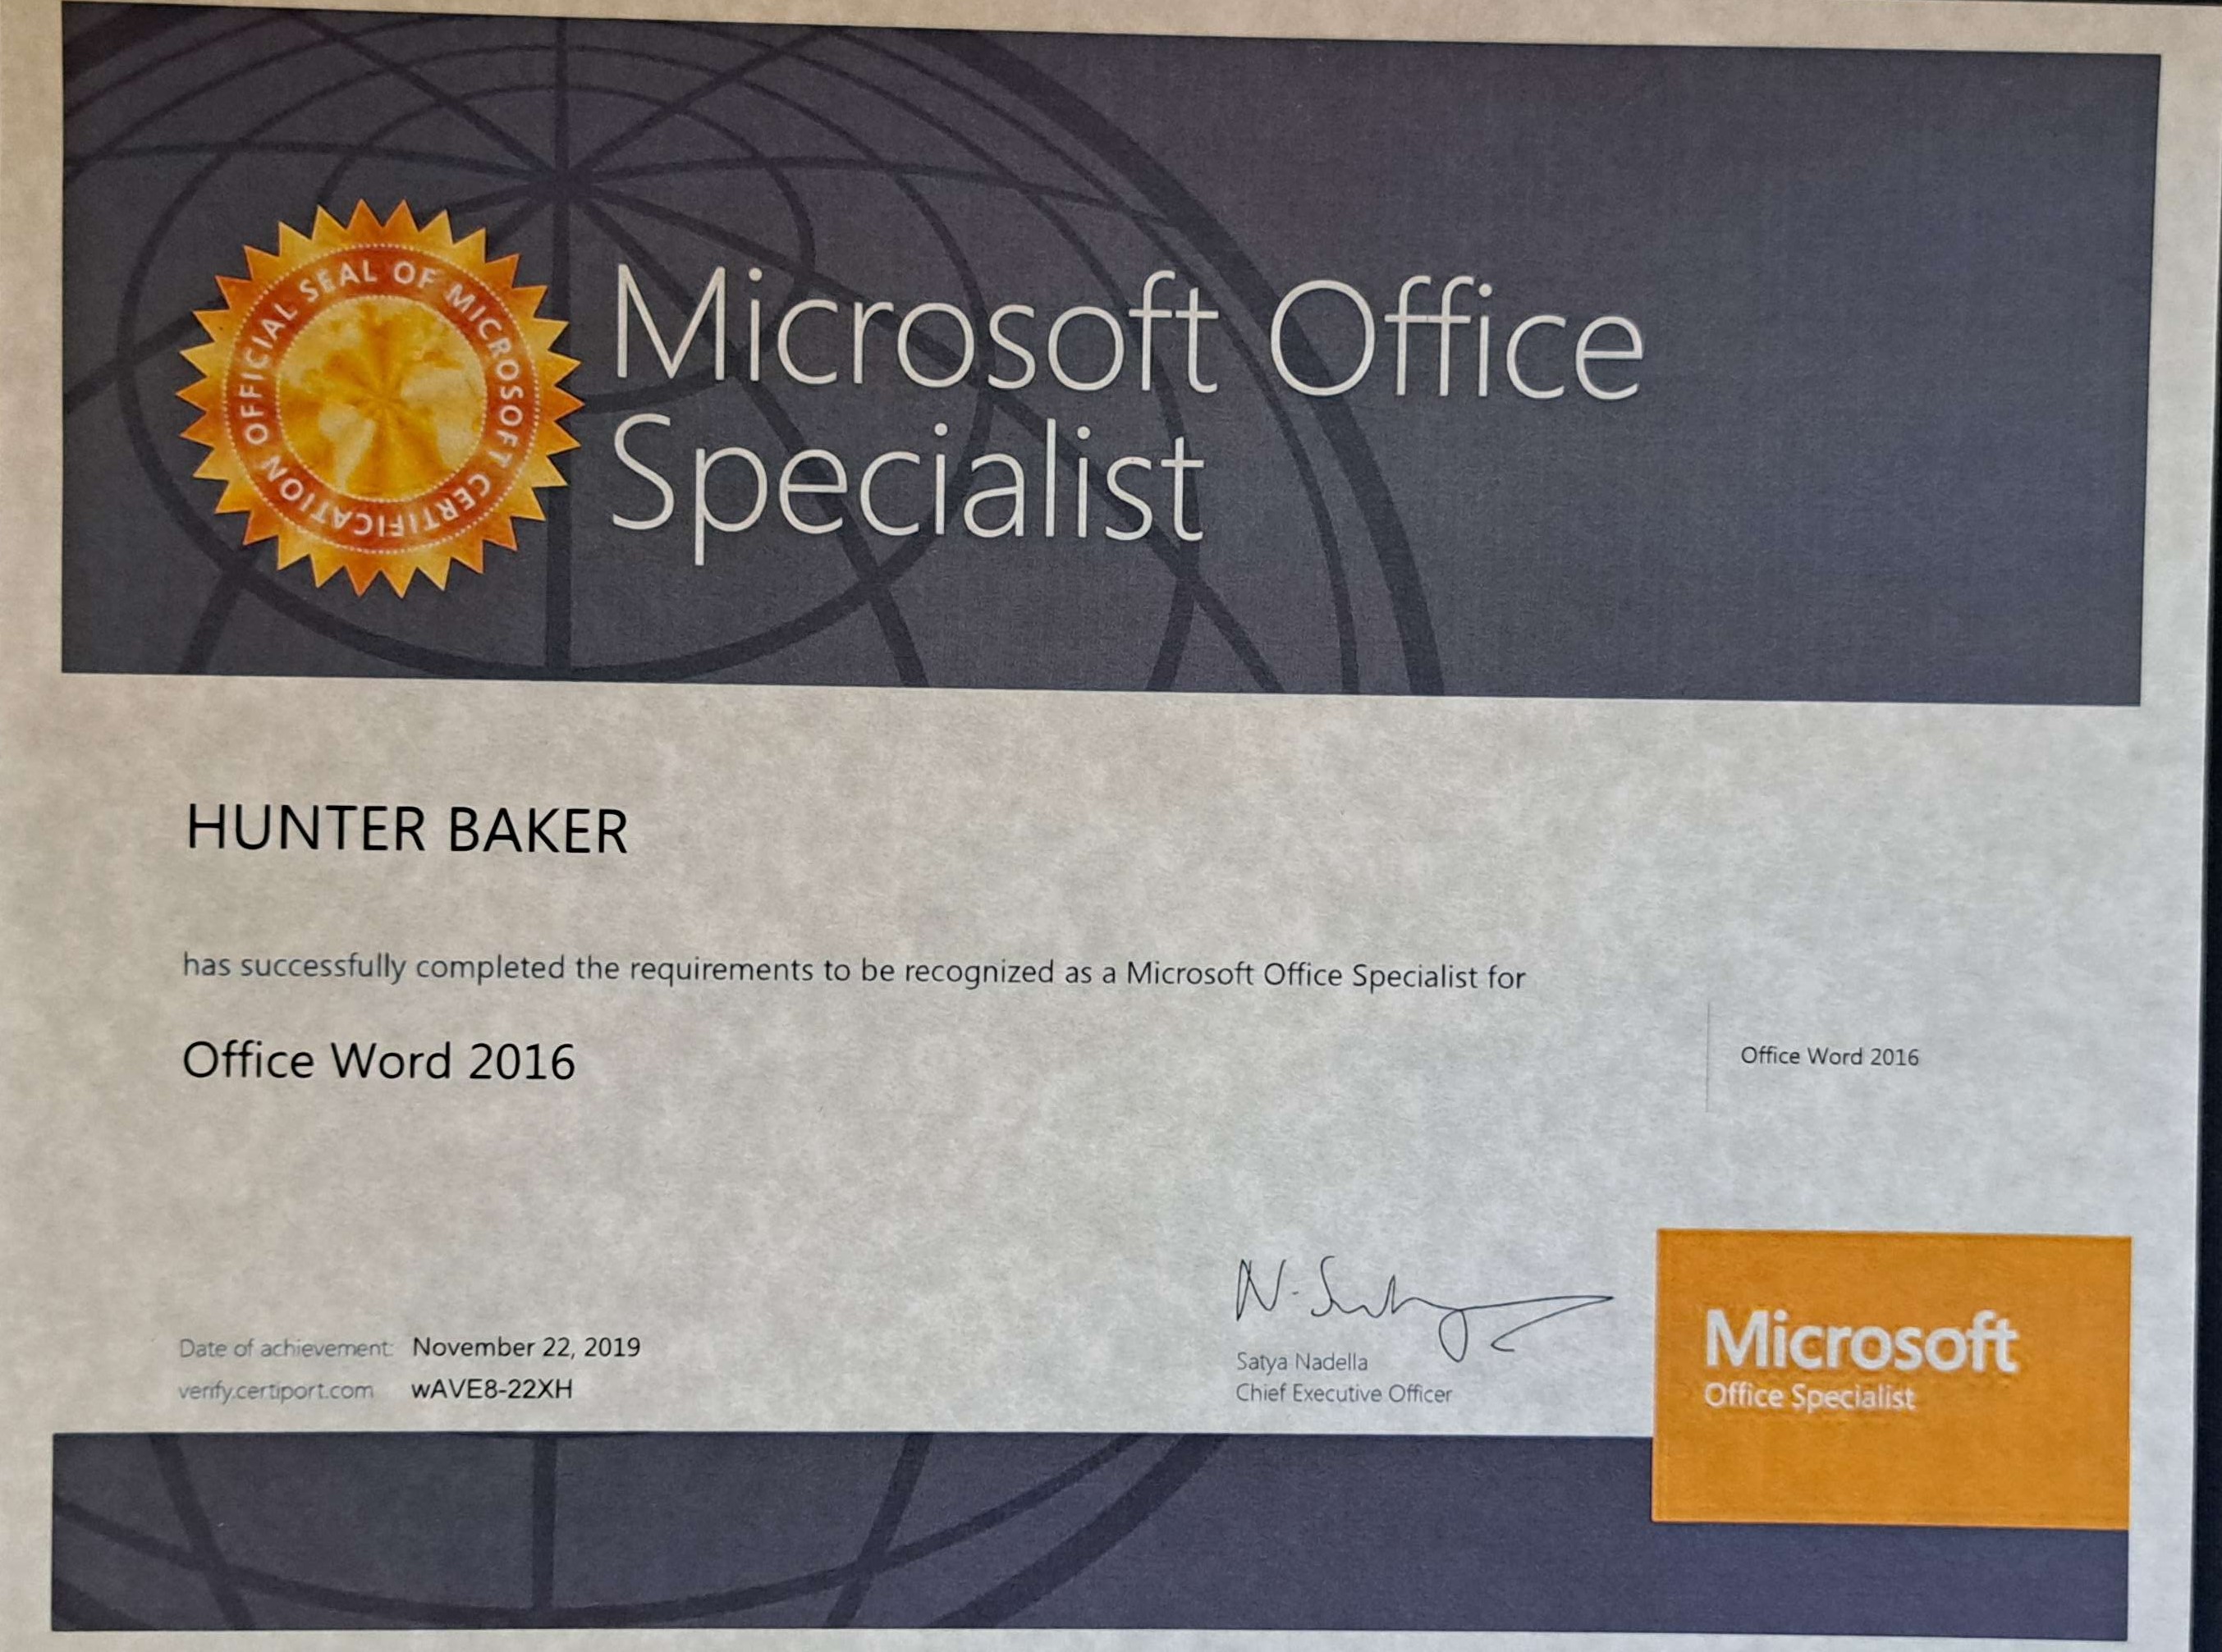 OFFICIAL SEAL OF MICROSOFT CERTIFICATION
Microsoft Office
Specialist
HUNTER BAKER
has successfully completed the requirements to be recognized as a Microsoft Office Specialist for
Office Word 2016
Office Word 2016
Date of achievement: November 22, 2019
verify.certiport.com wAVE8-22XH
N. Satya
Satya Nadella
Chief Executive Officer
Microsoft
Office Specialist